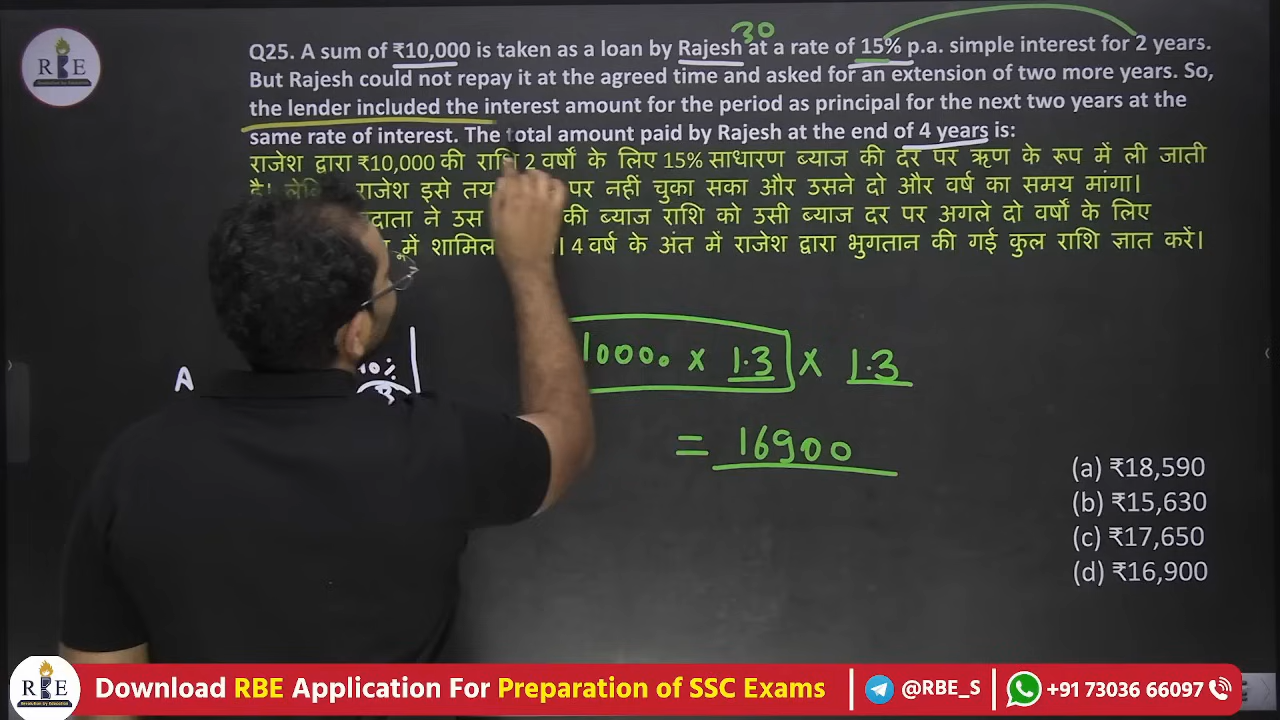 30
Q25. A sum of ₹10,000 is taken as a loan by Rajesh at a rate of 15% p.a. simple interest for 2 years.
But Rajesh could not repay it at the agreed time and asked for an extension of two more years. So,
the lender included the interest amount for the period as principal for the next two years at the
same rate of interest. The total amount paid by Rajesh at the end of 4 years is:
राजेश द्वारा ₹10,000 की राशि 2 वर्षों के लिए 15% साधारण ब्याज की दर पर ऋण के रूप में ली जाती
है। राजेश इसे तय पर नहीं चुका सका और उसने दो और वर्ष का समय मांगा।
ने उस की ब्याज राशि को उसी ब्याज दर पर अगले दो वर्षों के लिए
में शामिल 4 वर्ष के अंत में राजेश द्वारा भुगतान की गई कुल राशि ज्ञात करें।
10000 x 1.3 x 1.3
A
= 16900
(a) ₹18,590
(b) ₹15,630
(c) ₹17,650
(d) ₹16,900
RBE
RBE
Download RBE Application For Preparation of SSC Exams @RBE_S +91 73036 66097